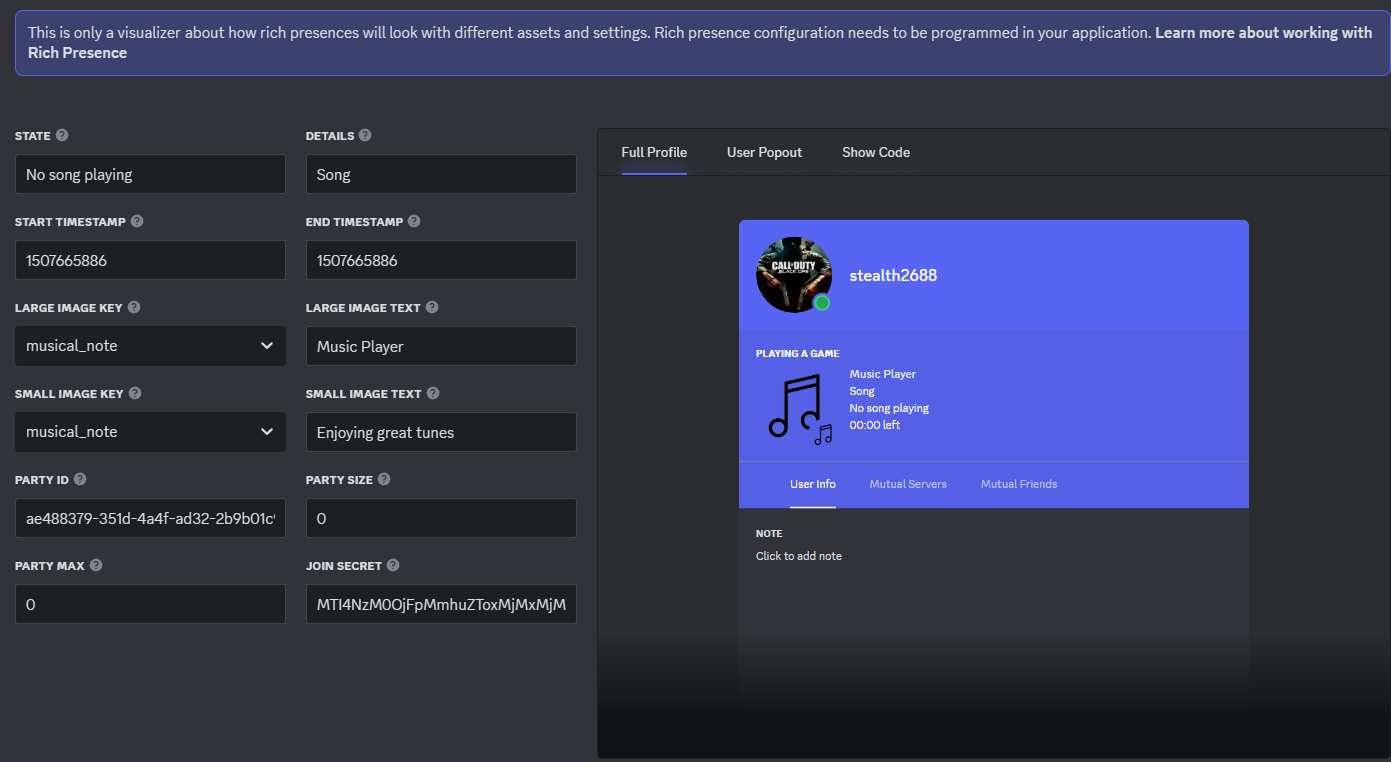 This is only a visualizer about how rich presences will look with different assets and settings. Rich presence configuration needs to be programmed in your application. Learn more about working with
Rich Presence
STATE
DETAILS
No song playing
Song
START TIMESTAMP
END TIMESTAMP
1507665886
1507665886
LARGE IMAGE KEY
LARGE IMAGE TEXT
musical_note
Music Player
SMALL IMAGE KEY
SMALL IMAGE TEXT
musical_note
Enjoying great tunes
PARTY ID
PARTY SIZE
ae488379-351d-4a4f-ad32-2b9b01c9
0
PARTY MAX
JOIN SECRET
0
MTI4NzM0OjFpMmhuZToxMjMxMjM
Full Profile
User Popout
Show Code
CALL OF DUTY
BLACK OPS
stealth2688
PLAYING A GAME
Music Player
Song
No song playing
00:00 left
User Info
Mutual Servers
Mutual Friends
NOTE
Click to add note